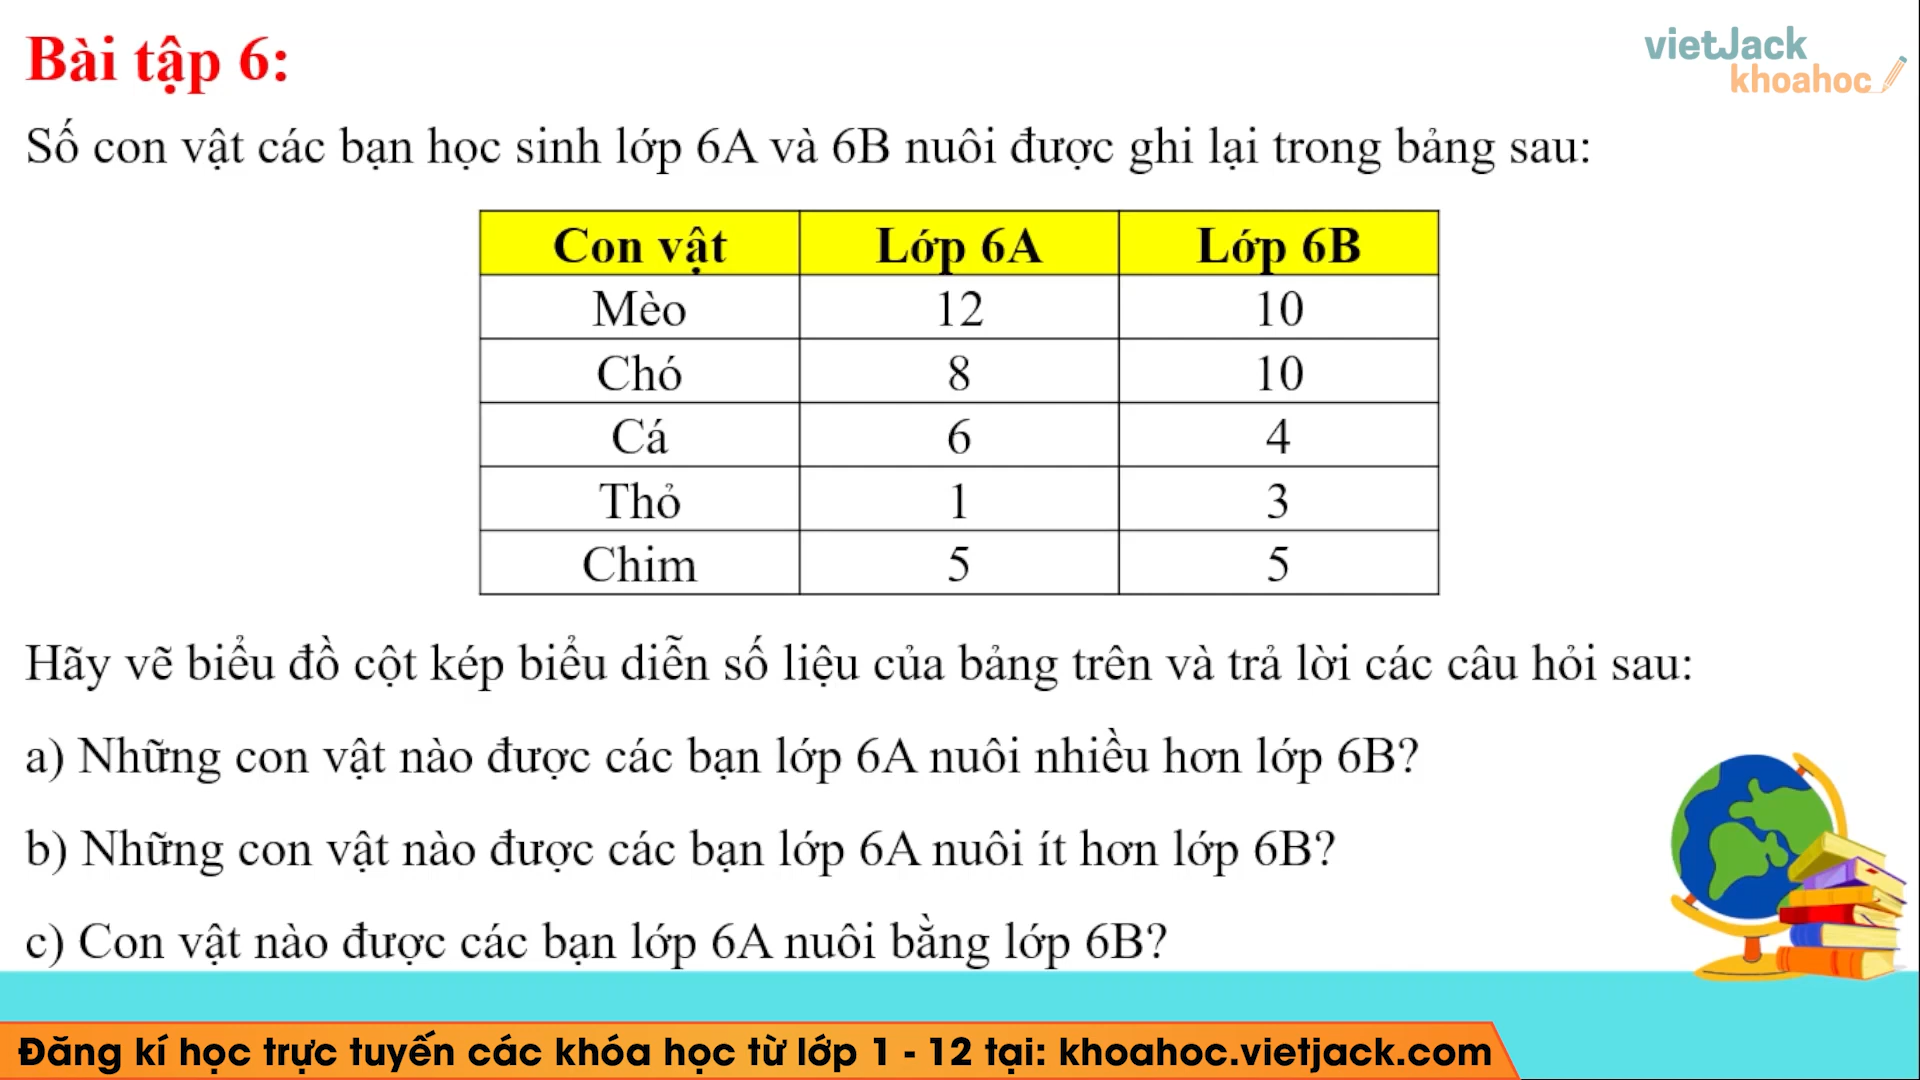 Bài tập 6:
vietJack
khoahoc
Số con vật các bạn học sinh lớp 6A và 6B nuôi được ghi lại trong bảng sau:
Con vật Lớp 6A Lớp 6B
Mèo 12 10
Chó 8 10
Cá 6 4
Thỏ 1 3
Chim 5 5
Hãy vẽ biểu đồ cột kép biểu diễn số liệu của bảng trên và trả lời các câu hỏi sau:
a) Những con vật nào được các bạn lớp 6A nuôi nhiều hơn lớp 6B?
b) Những con vật nào được các bạn lớp 6A nuôi ít hơn lớp 6B?
c) Con vật nào được các bạn lớp 6A nuôi bằng lớp 6B?
Đăng kí học trực tuyến các khóa học từ lớp 1 - 12 tại: khoahoc.vietjack.com